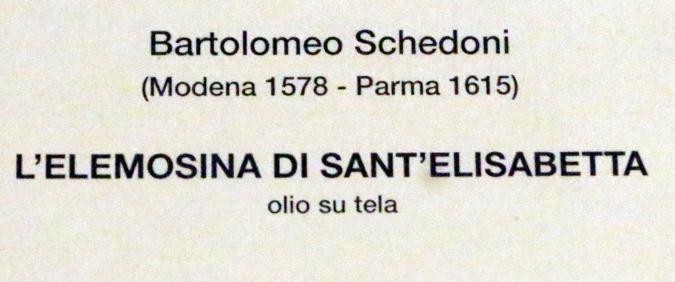 Bartolomeo Schedoni
(Modena 1578 - Parma 1615)
L'ELEMOSINA DI SANT'ELISABETTA
olio su tela